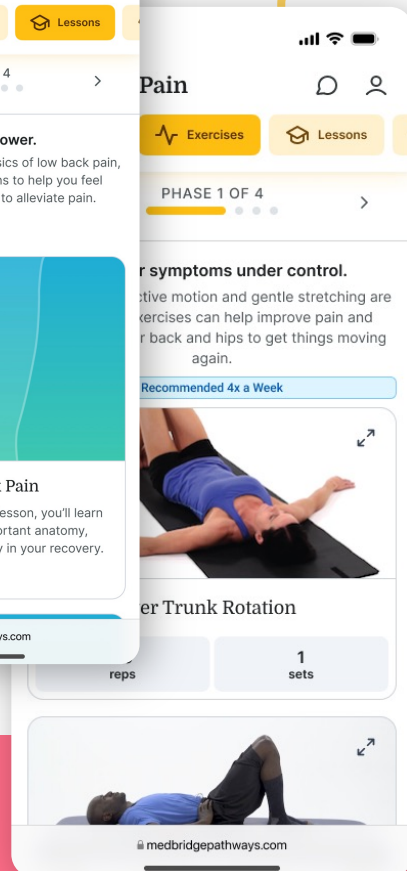 Lessons
4
ower.
sics of low back pain,
ns to help you feel
to alleviate pain.
Pain
esson, you'll learn
ortant anatomy,
y in your recovery.
ys.com
Pain
Exercises
Lessons
PHASE 1 OF 4
r symptoms under control.
ctive motion and gentle stretching are
xercises can help improve pain and
r back and hips to get things moving
again.
Recommended 4x a Week
er Trunk Rotation
reps
1
sets
medbridgepathways.com